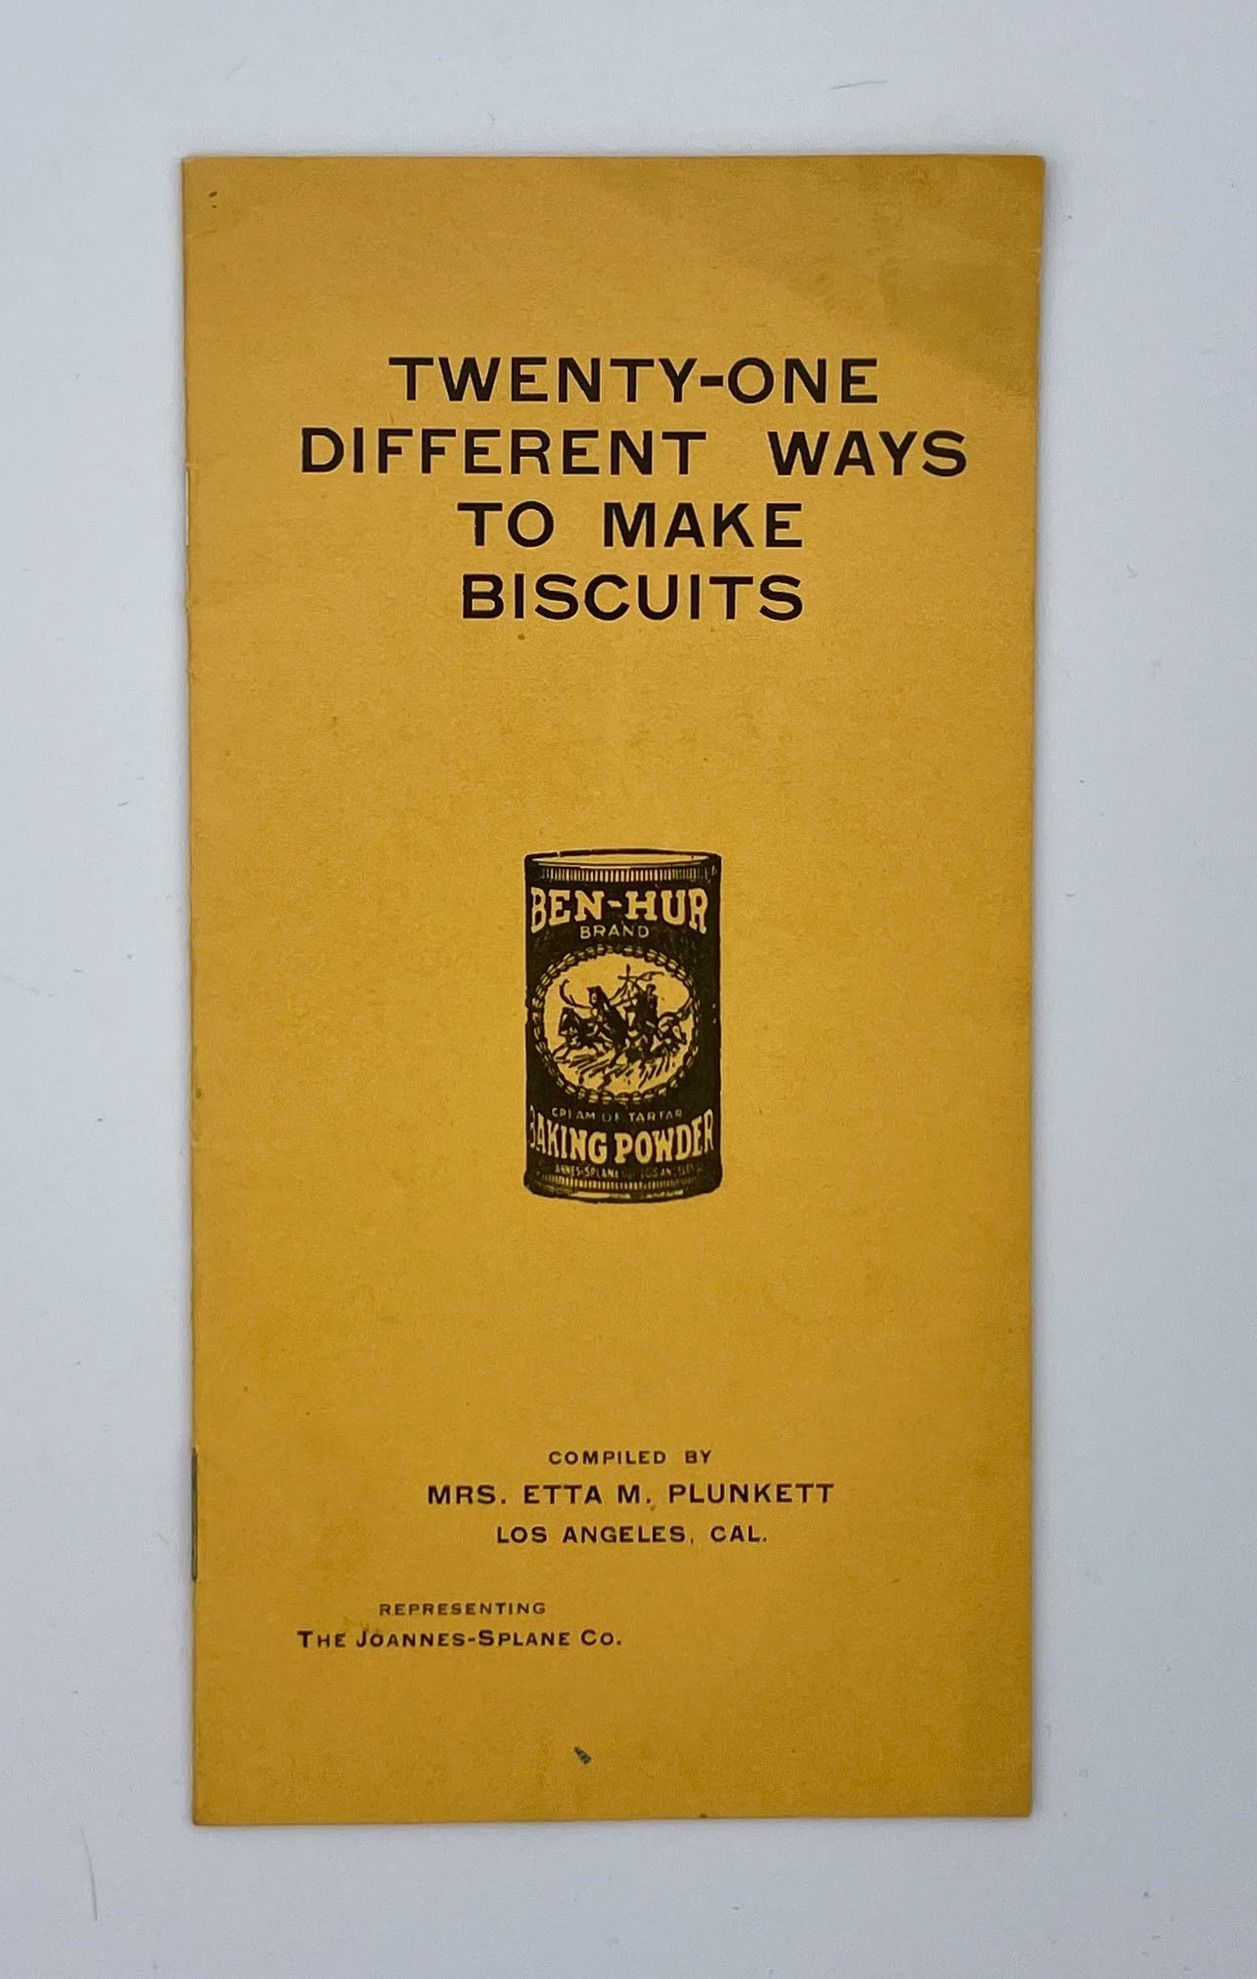 TWENTY-ONE
DIFFERENT WAYS
TO MAKE
BISCUITS
BEN-HUR
BRAND
CREAM OF TARTAR
BAKING POWDER
COMPILED BY
MRS. ETTA M. PLUNKETT
LOS ANGELES, CAL.
REPRESENTING
THE JOANNES-SPLANE CO.